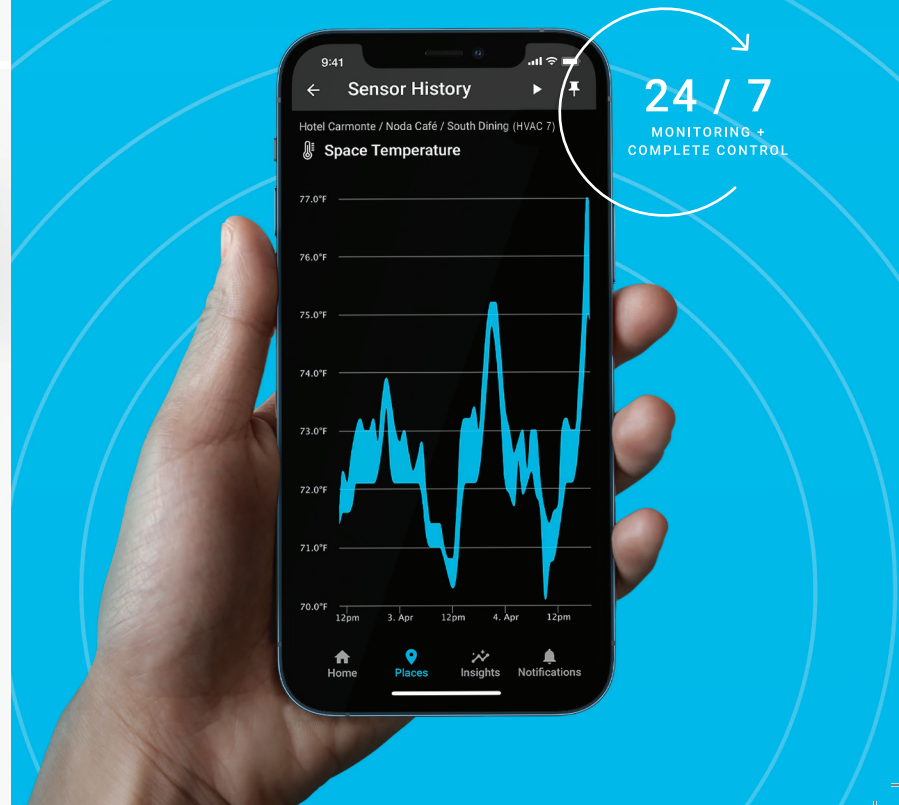 9:41
Sensor History
24 / 7
MONITORING +
COMPLETE CONTROL
Hotel Carmonte / Noda Café / South Dining (HVAC 7)
Space Temperature
77.0°F
76.0°F
75.0°F
74.0°F
73.0°F
72.0°F
71.0°F
70.0°F
12pm 3. Apr 12pm 4. Apr 12pm
Home Places Insights Notifications